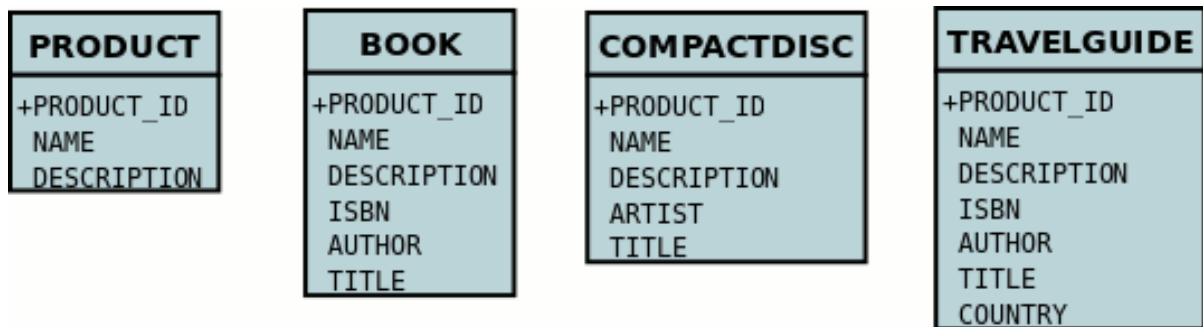 PRODUCT
+PRODUCT_ID
NAME
DESCRIPTION
BOOK
+PRODUCT_ID
NAME
DESCRIPTION
ISBN
AUTHOR
TITLE
COMPACTDISC
+PRODUCT_ID
NAME
DESCRIPTION
ARTIST
TITLE
TRAVELGUIDE
+PRODUCT_ID
NAME
DESCRIPTION
ISBN
AUTHOR
TITLE
COUNTRY